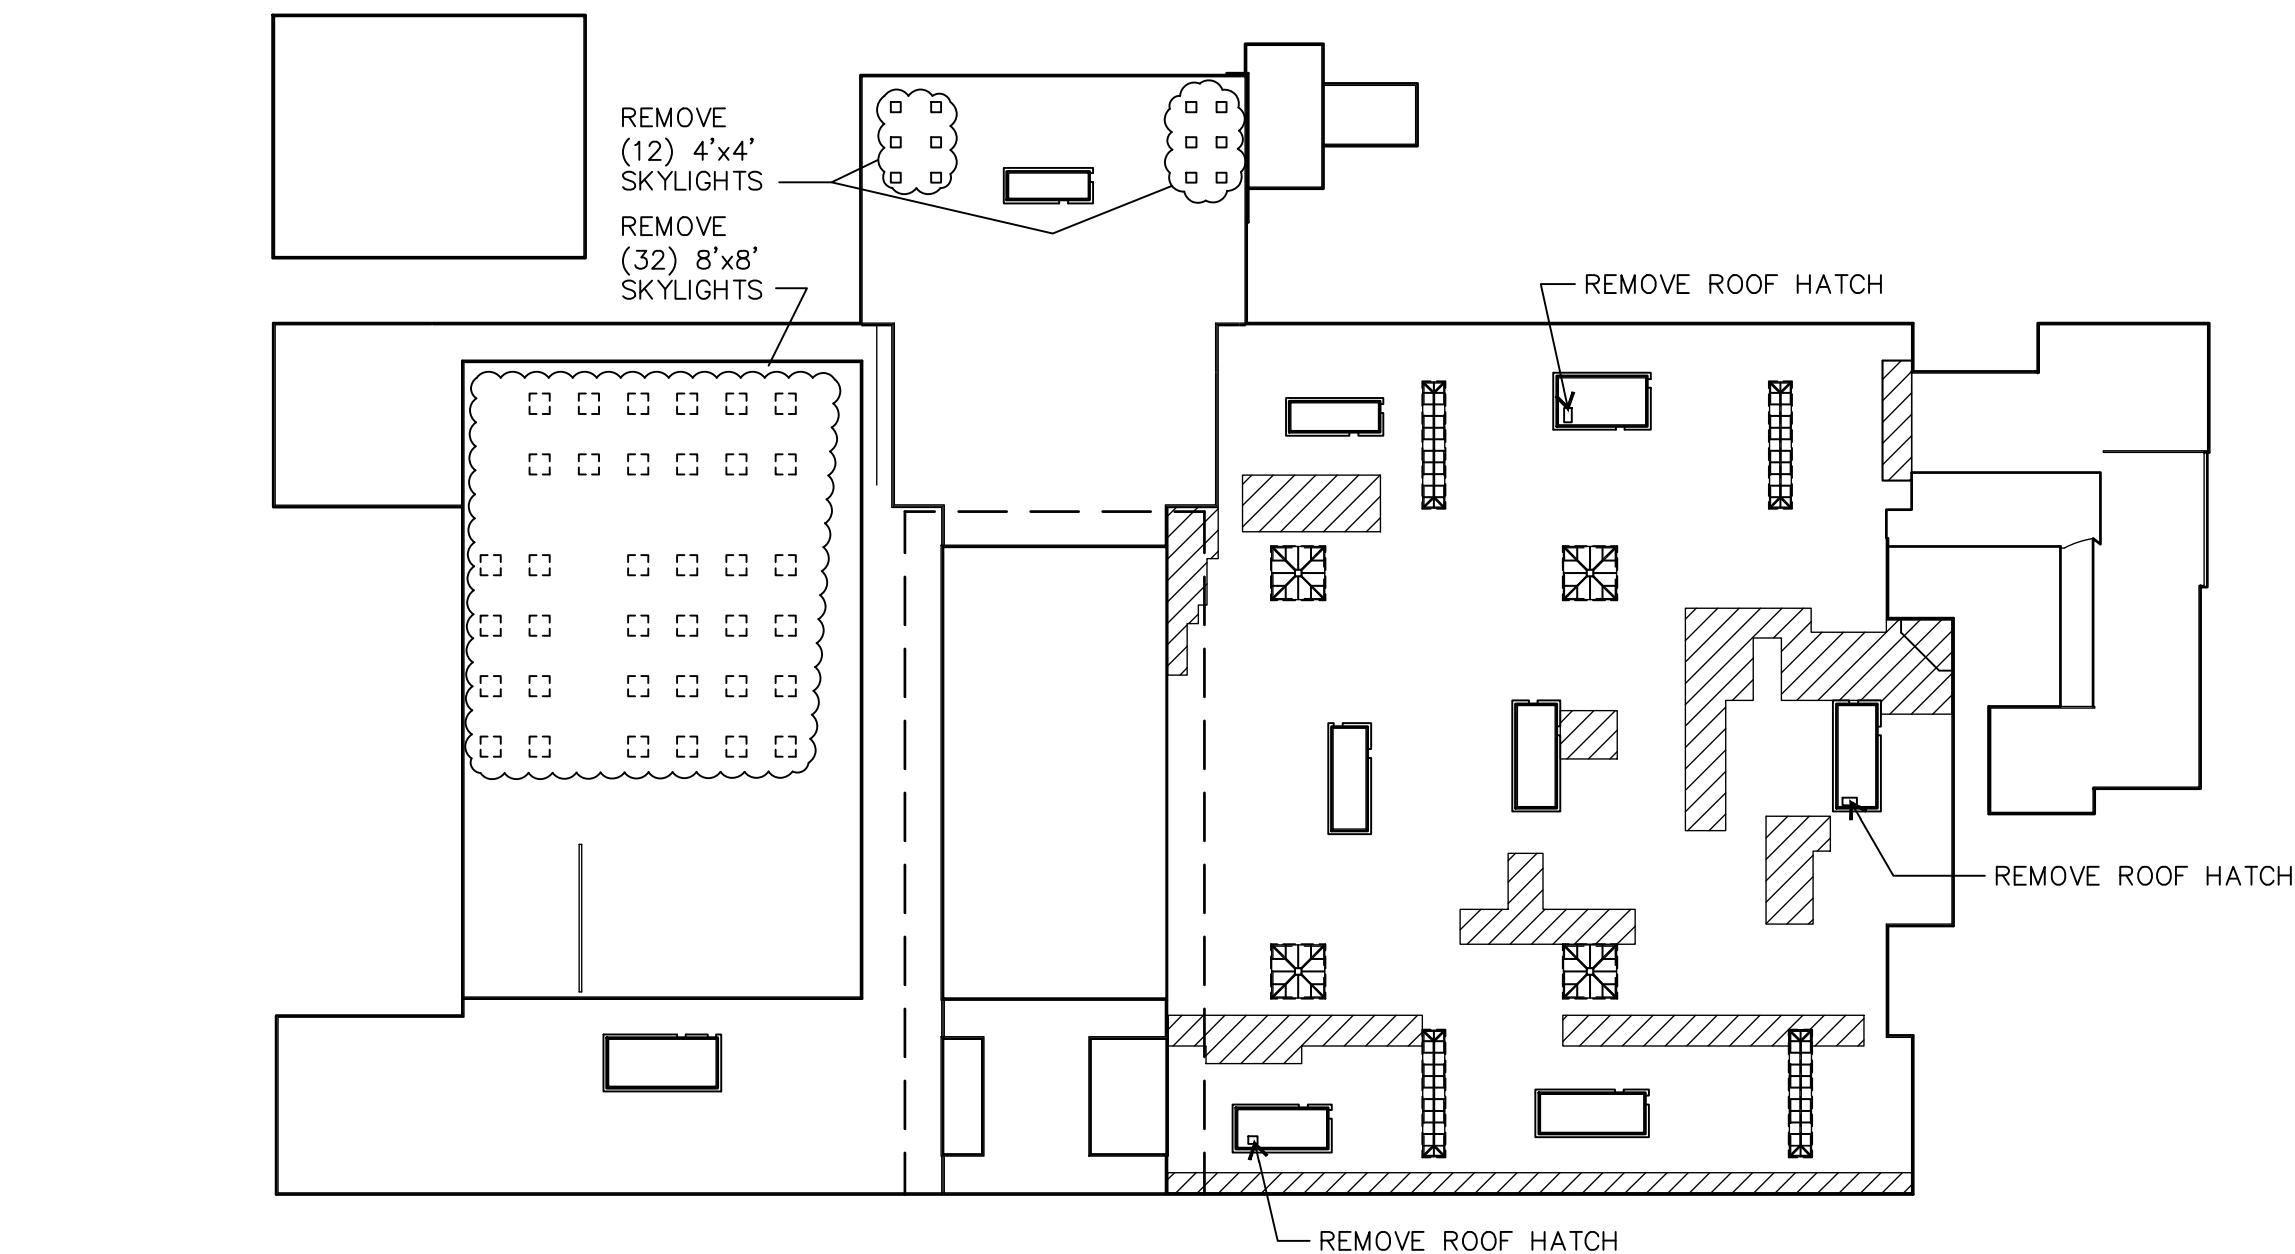 REMOVE
(12) 4'x4'
SKYLIGHTS
REMOVE
(32) 8'x8'
SKYLIGHTS
REMOVE ROOF HATCH
REMOVE ROOF HATCH
REMOVE ROOF HATCH